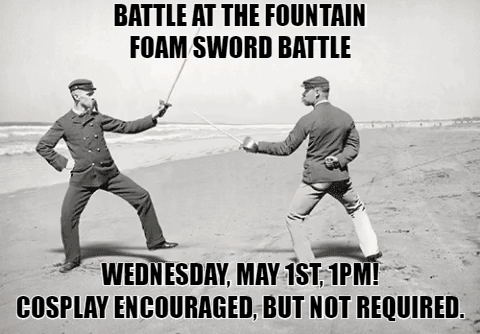 BATTLE AT THE FOUNTAIN
FOAM SWORD BATTLE
WEDNESDAY, MAY 1ST, 1PM!
COSPLAY ENCOURAGED, BUT NOT REQUIRED.